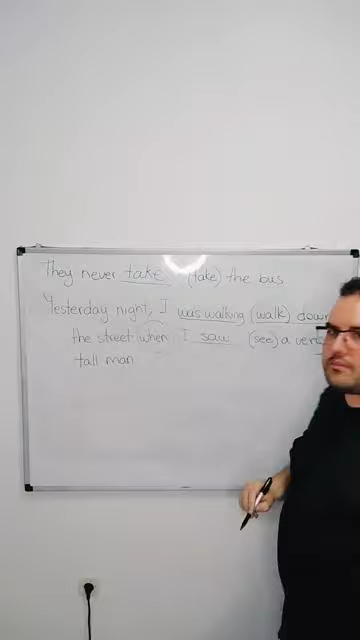 They never take (take) the bus
Yesterday night, I was walking (walk) down
the street when I saw (see) a very
tall man